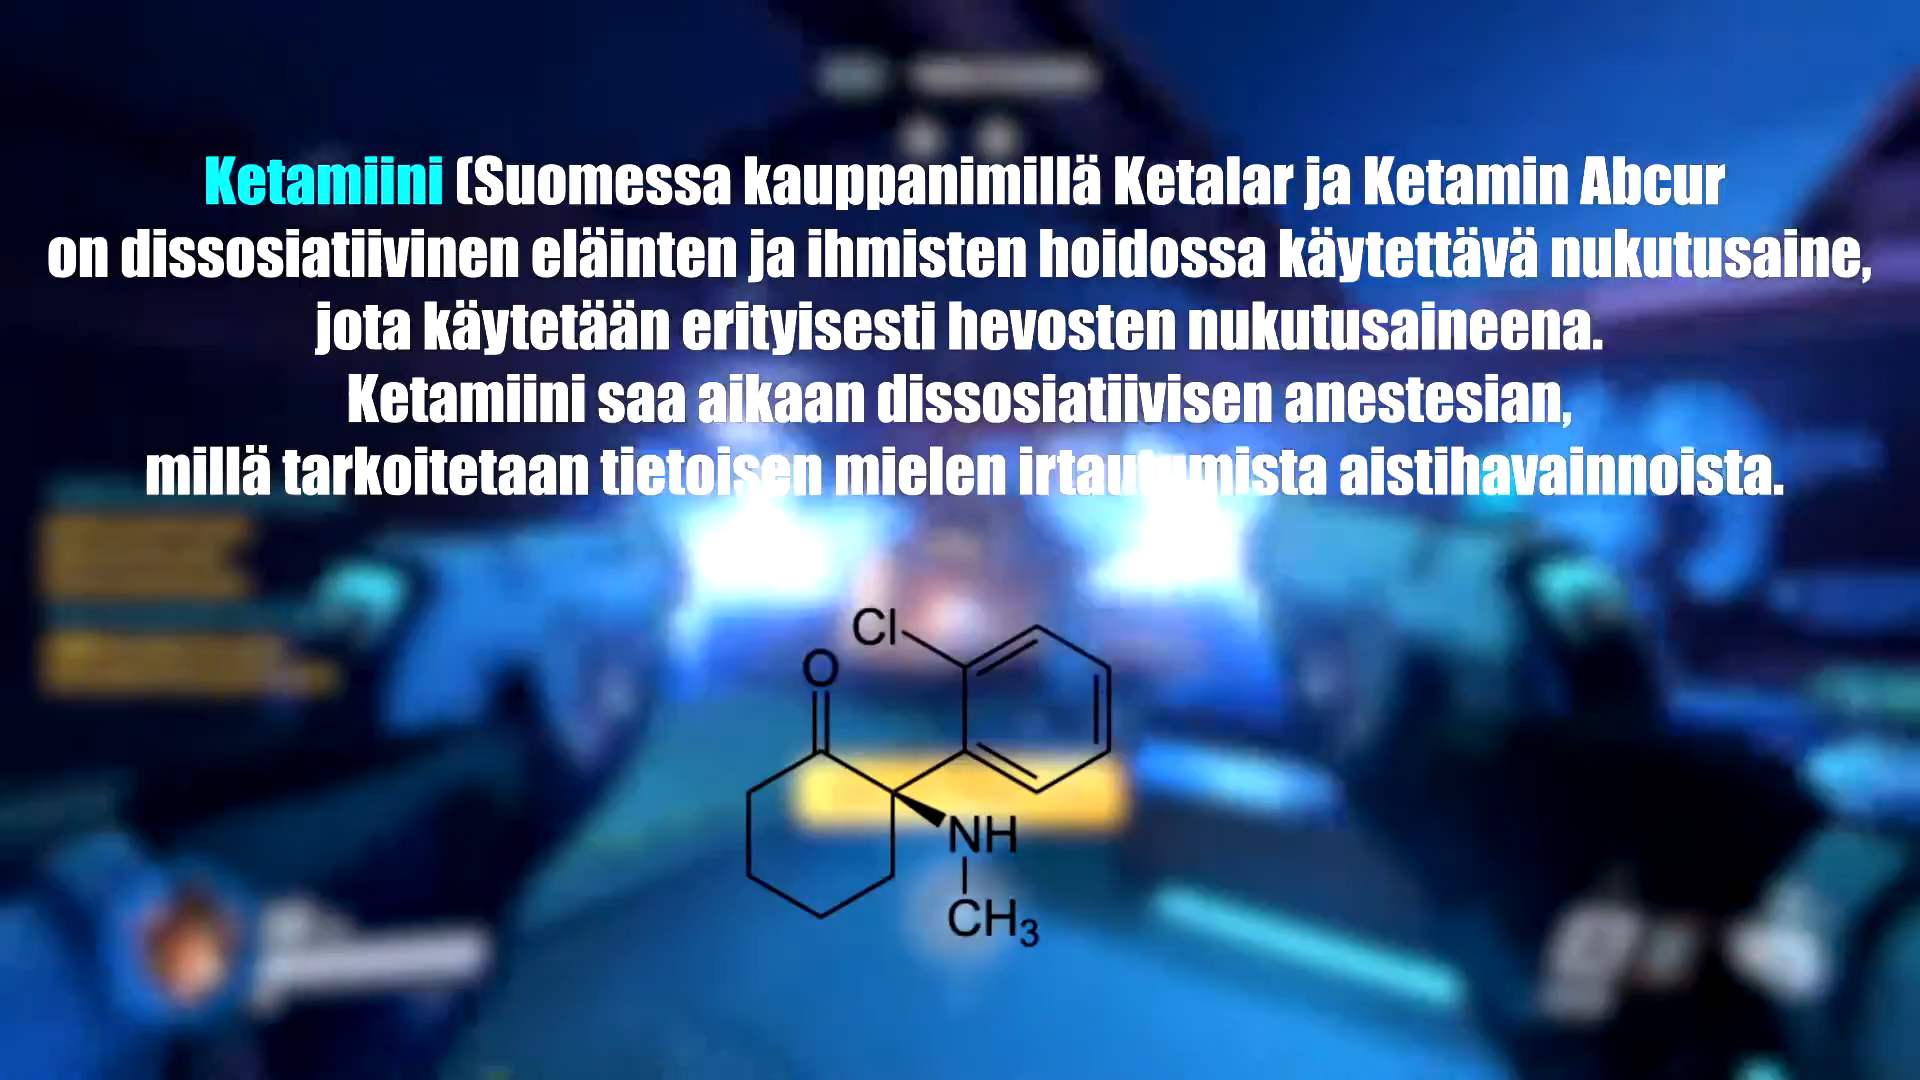 Ketamiini (Suomessa kauppanimillä Ketalar ja Ketamin Abcur
on dissosiatiivinen eläinten ja ihmisten hoidossa käytettävä nukutusaine,
jota käytetään erityisesti hevosten nukutusaineena.
Ketamiini saa aikaan dissosiatiivisen anestesian,
millä tarkoitetaan tietoisen mielen irtautumista aistihavainnoista.
Cl
O
NH
CH₃